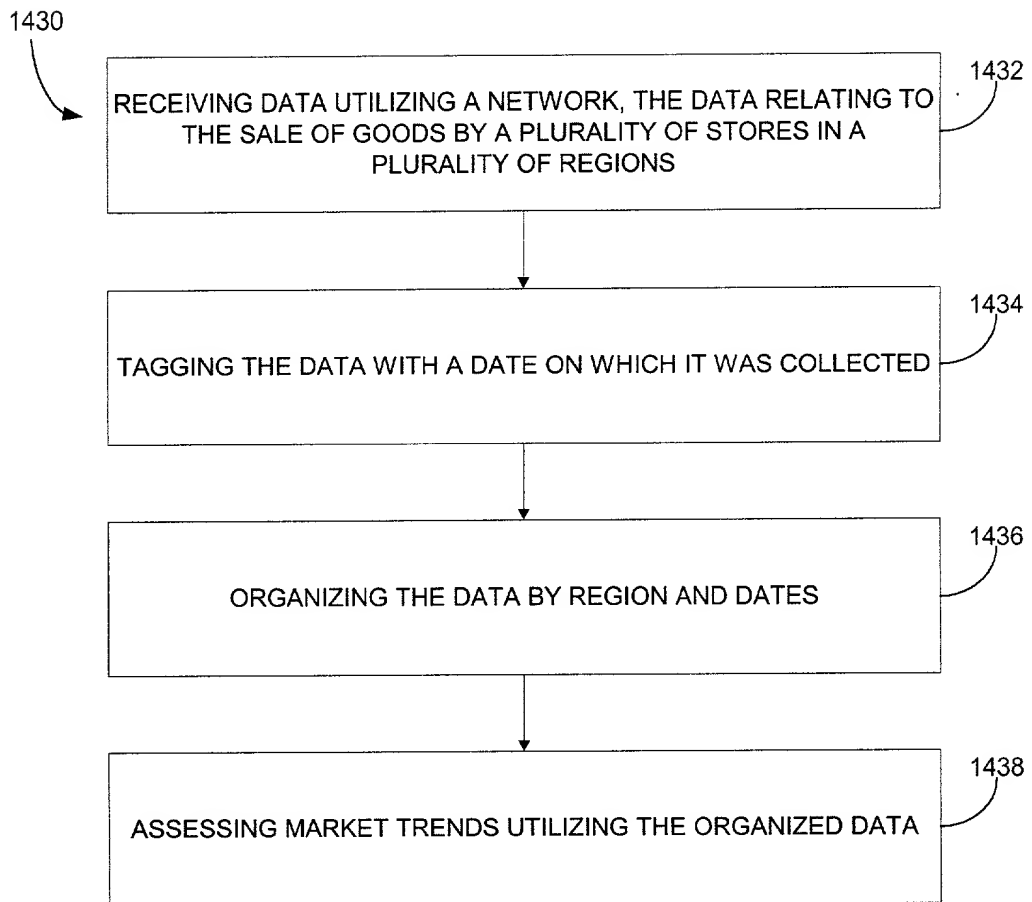 1430
1432
RECEIVING DATA UTILIZING A NETWORK, THE DATA RELATING TO
THE SALE OF GOODS BY A PLURALITY OF STORES IN A
PLURALITY OF REGIONS
1434
TAGGING THE DATA WITH A DATE ON WHICH IT WAS COLLECTED
1436
ORGANIZING THE DATA BY REGION AND DATES
1438
ASSESSING MARKET TRENDS UTILIZING THE ORGANIZED DATA